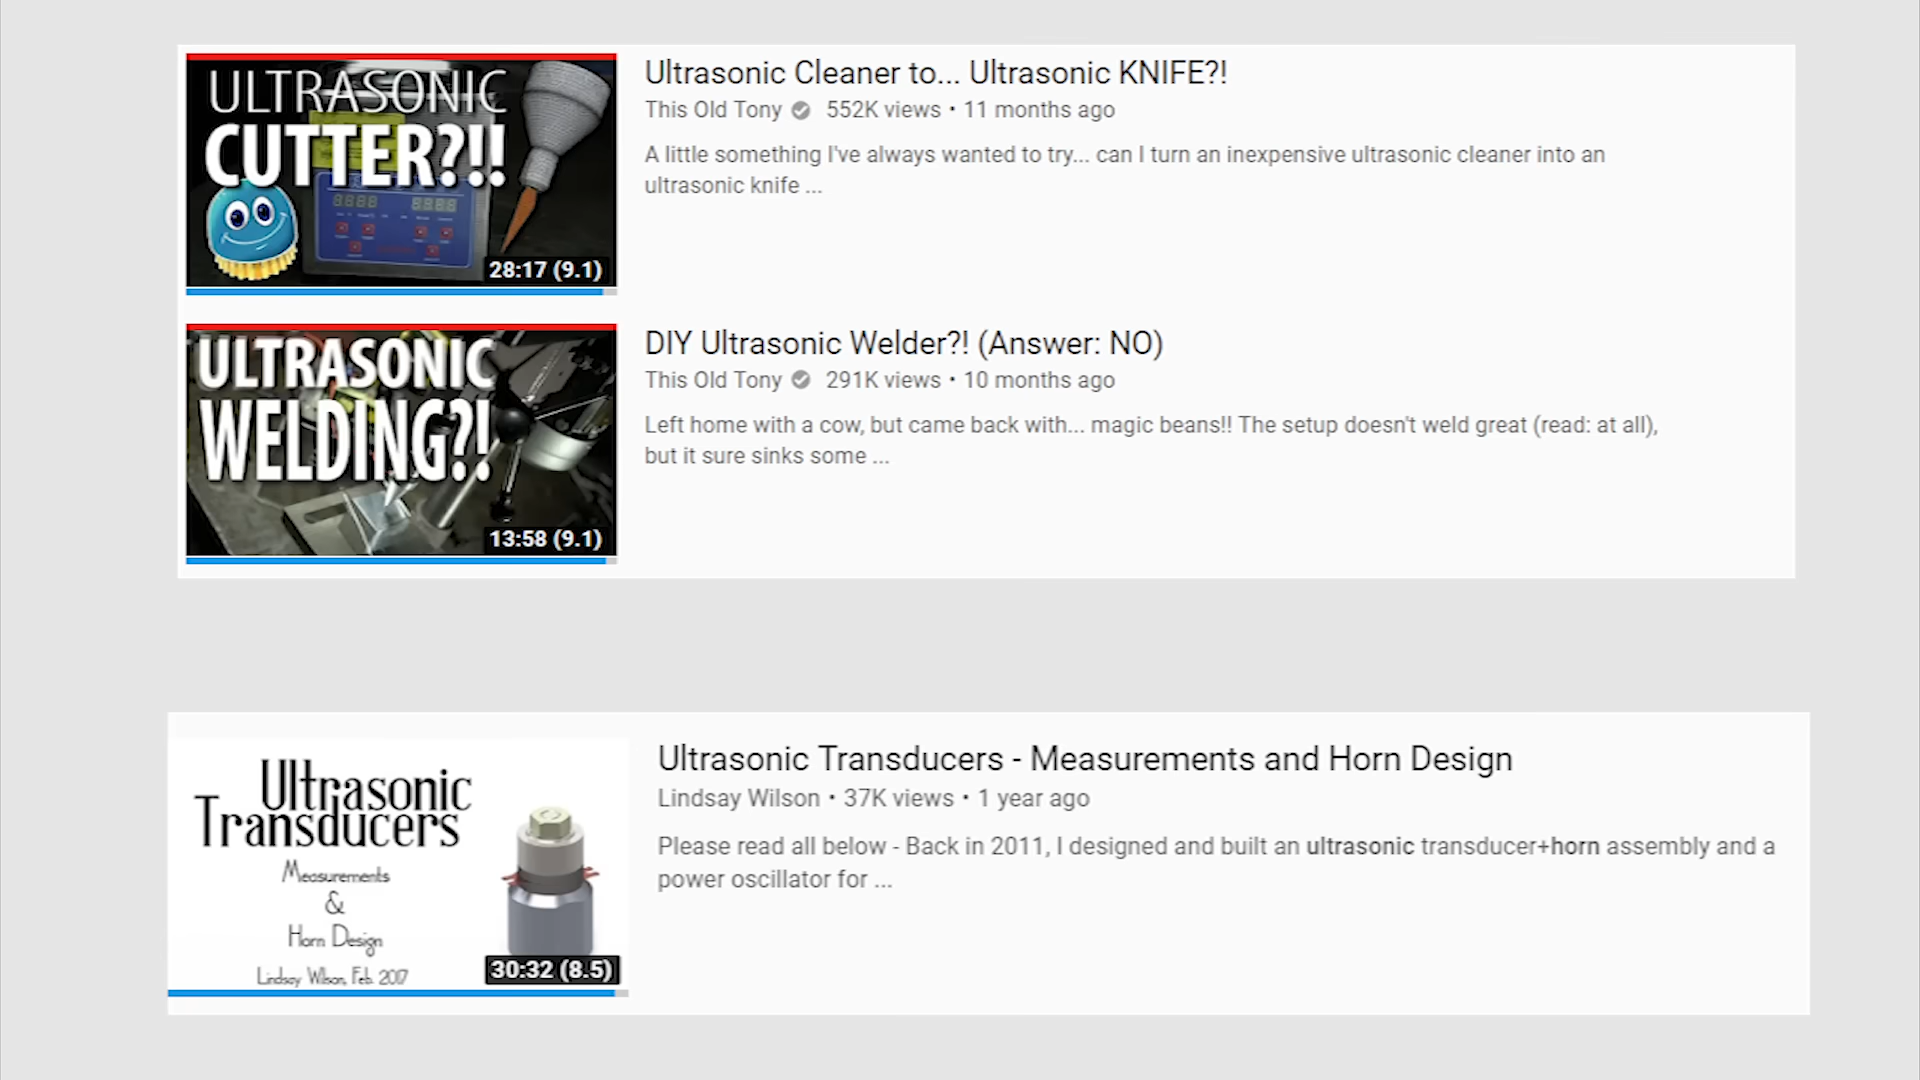 ULTRASONIC
CUTTER?!!
28:17 (9.1)
Ultrasonic Cleaner to... Ultrasonic KNIFE?!
This Old Tony 552K views • 11 months ago
A little something I've always wanted to try... can I turn an inexpensive ultrasonic cleaner into an
ultrasonic knife ...
ULTRASONIC
WELDING?!
13:58 (9.1)
DIY Ultrasonic Welder?! (Answer: NO)
This Old Tony 291K views • 10 months ago
Left home with a cow, but came back with... magic beans!! The setup doesn't weld great (read: at all),
but it sure sinks some ...
Ultrasonic
Transducers
Measurements
&
Horn Design
Lindsay Wilson, Feb. 2017
30:32 (8.5)
Ultrasonic Transducers - Measurements and Horn Design
Lindsay Wilson • 37K views • 1 year ago
Please read all below - Back in 2011, I designed and built an ultrasonic transducer+horn assembly and a
power oscillator for ...